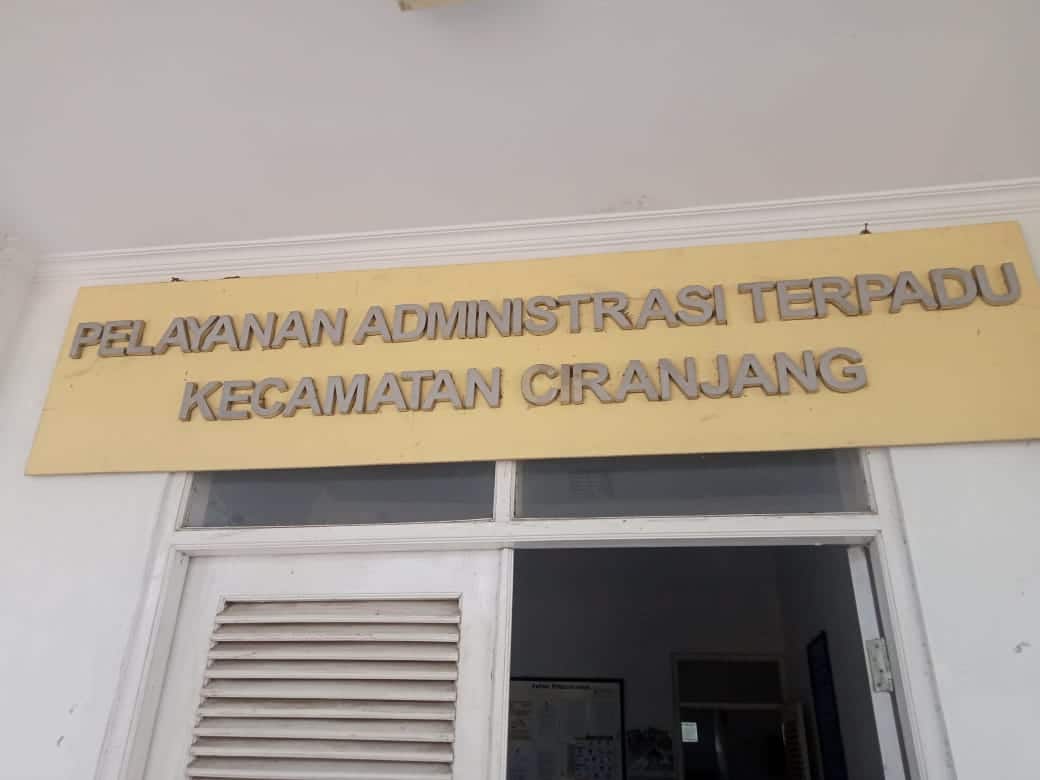 PELAYANAN ADMINISTRASI TERPADU
KECAMATAN CIRANJANG